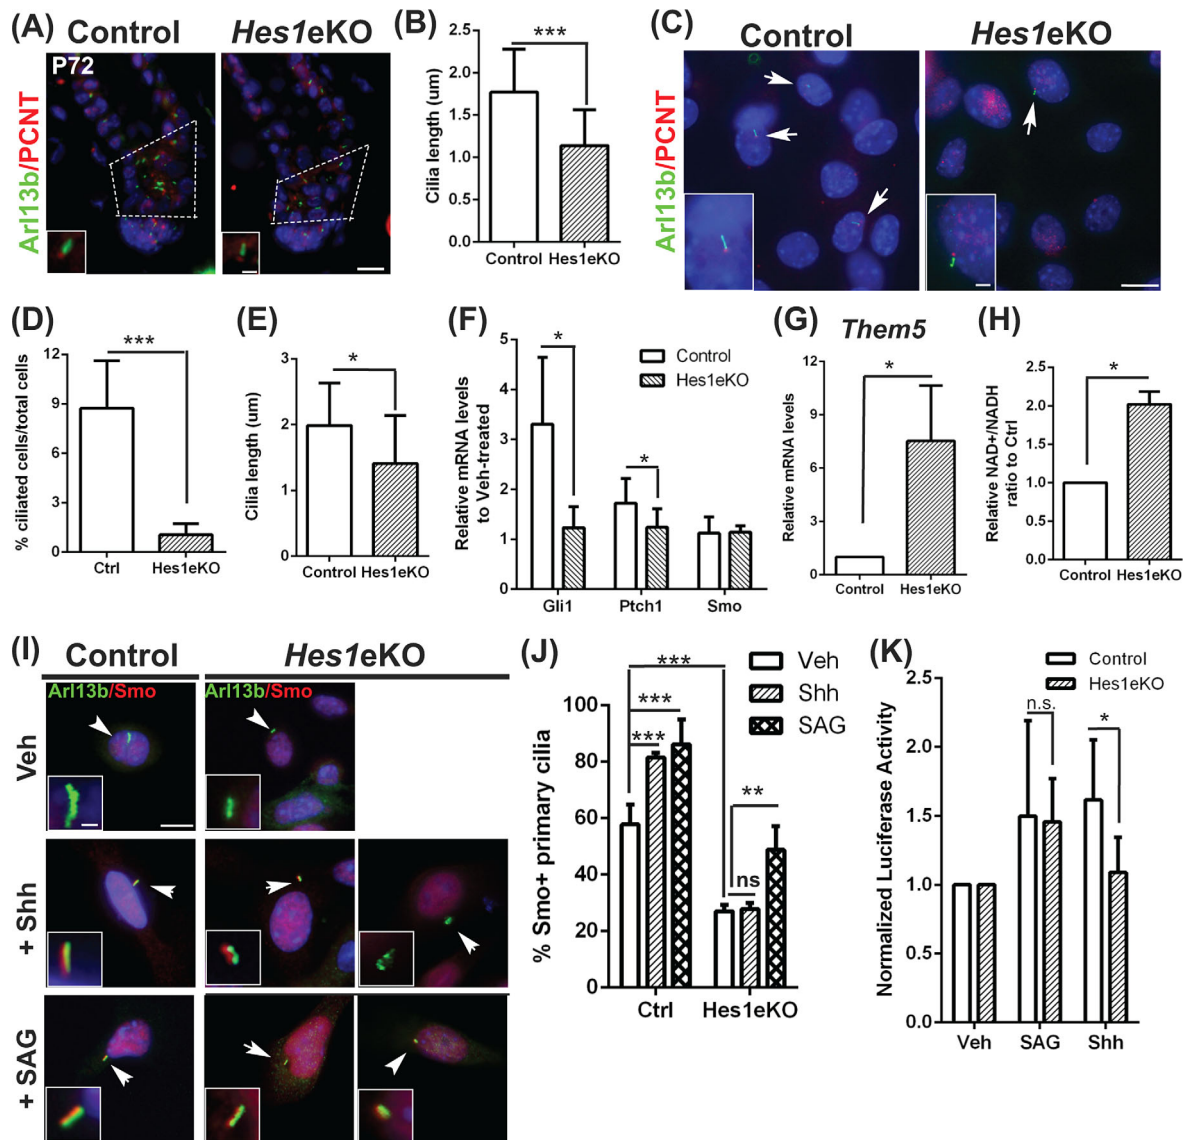 (A)
Control
Hes1eKO
P72
Arl13b/PCNT
(B)
***
Cilia length (um)
2.5
2.0
1.5
1.0
0.5
0.0
Control Hes1eKO
(C)
Control
Hes1eKO
Arl13b/PCNT
(D)
***
% ciliated cells/total cells
12
9
6
3
0
Ctrl Hes1eKO
(E)
*
Cilia length (um)
3
2
1
0
Control Hes1eKO
(F)
*
*
Relative mRNA levels
to Veh-treated
5
4
3
2
1
0
Gli1 Ptch1 Smo
Control
Hes1eKO
(G)
Them5
*
Relative mRNA levels
12
9
6
3
0
Control Hes1eKO
(H)
*
Relative NAD+/NADH
ratio to Ctrl
2.5
2.0
1.5
1.0
0.5
0.0
Control Hes1eKO
(I)
Control
Hes1eKO
Arl13b/Smo
Arl13b/Smo
Veh
+ Shh
+ SAG
(J)
Veh
Shh
SAG
***
***
***
**
ns
% Smo+ primary cilia
100
80
60
40
20
0
Ctrl Hes1eKO
(K)
Control
Hes1eKO
n.s.
*
Normalized Luciferase Activity
2.5
2.0
1.5
1.0
0.5
0.0
Veh SAG Shh